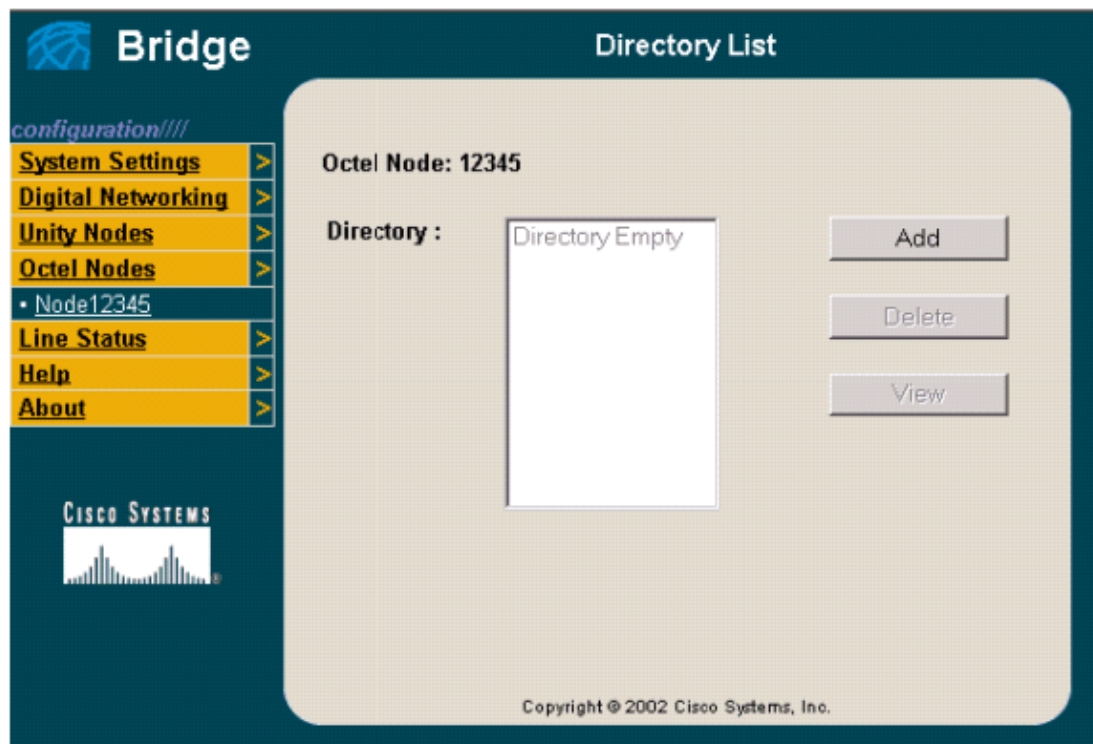 Bridge
Directory List
configuration////
System Settings >
Digital Networking >
Unity Nodes >
Octel Nodes >
• Node12345
Line Status >
Help >
About >
CISCO SYSTEMS
®
Octel Node: 12345
Directory :
Directory Empty
Add
Delete
View
Copyright © 2002 Cisco Systems, Inc.